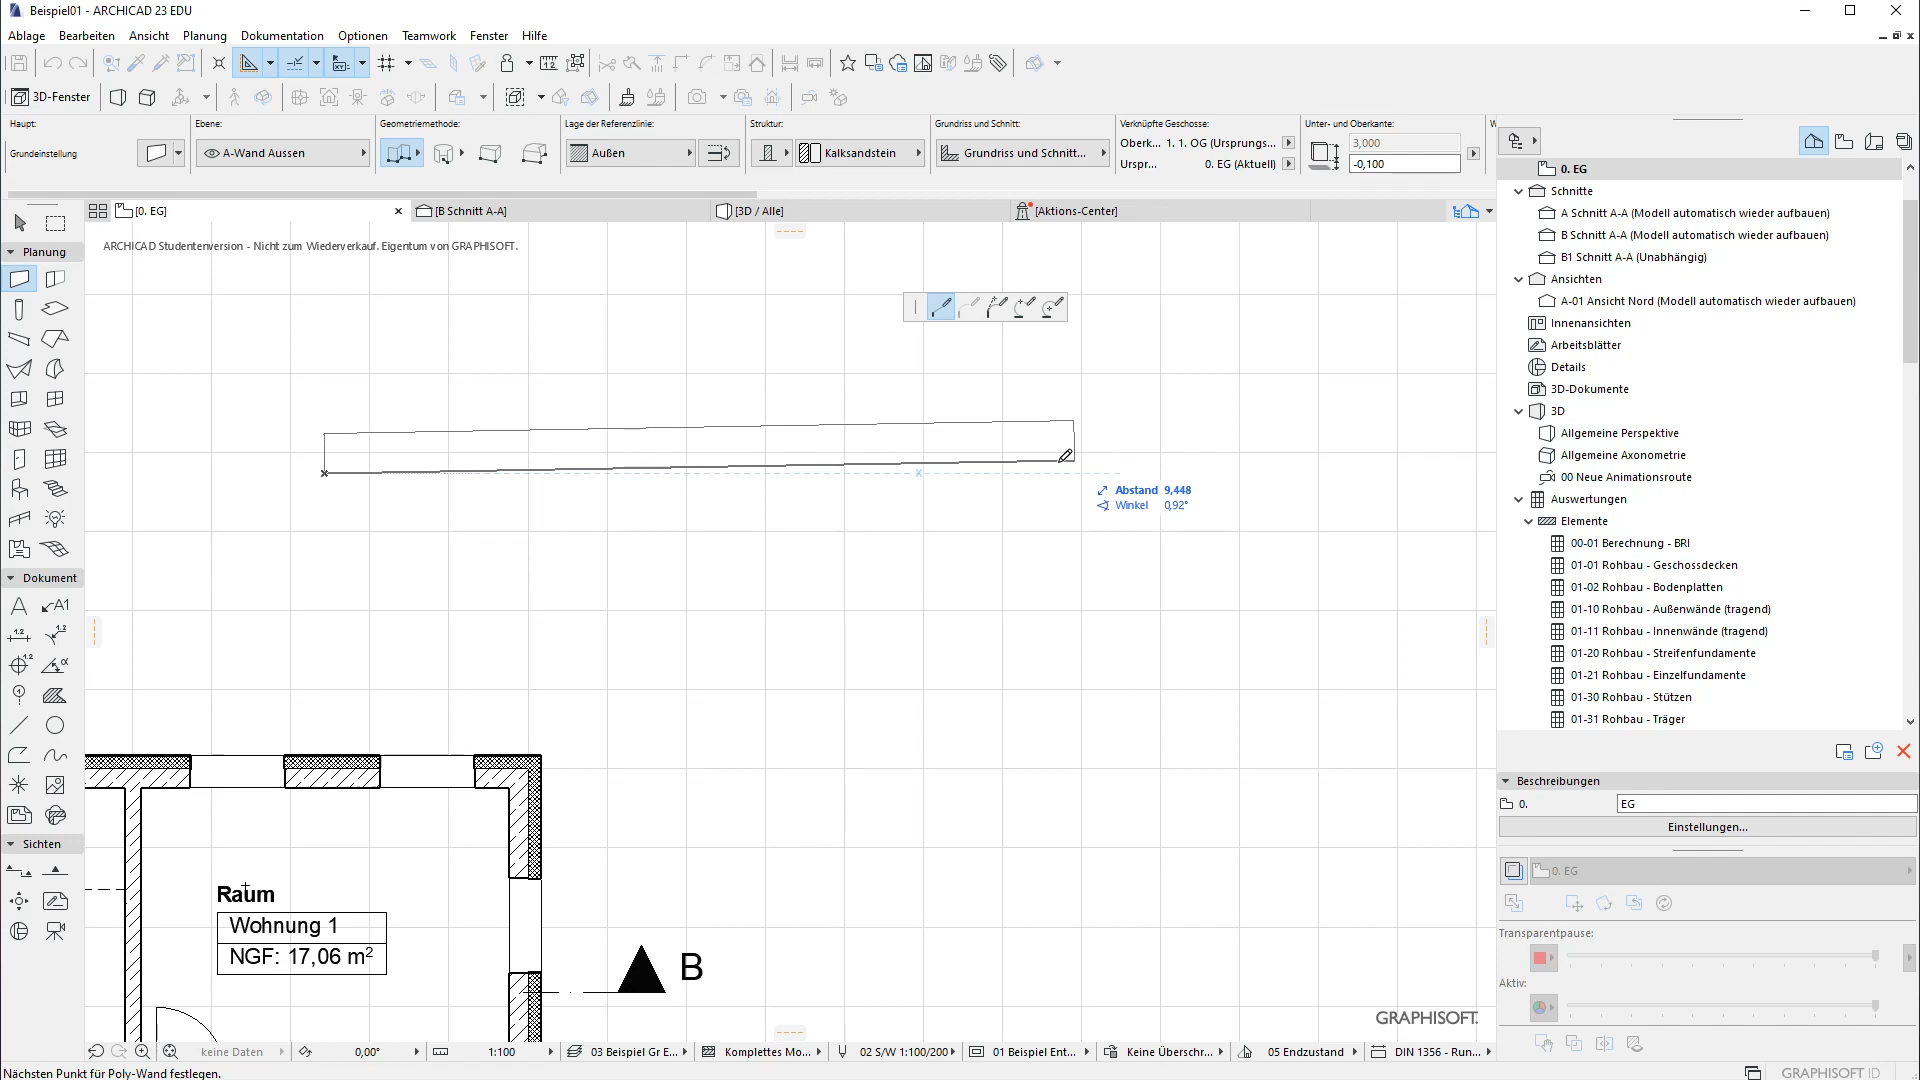 Beispiel01 - ARCHICAD 23 EDU
Ablage Bearbeiten Ansicht Planung Dokumentation Optionen Teamwork Fenster Hilfe
3D-Fenster
Haupt: Ebene: Geometriemethode: Lage der Referenzlinie: Struktur: Grundriss und Schnitt: Verknüpfte Geschosse: Unter- und Oberkante:
Grundeinstellung A-Wand Aussen Außen Kalksandstein Grundriss und Schnitt...
Oberk... 1. 1. OG (Ursprungs... 3,000
Urspr... 0. EG (Aktuell) -0,100
[0. EG] [B Schnitt A-A] [3D / Alle] [Aktions-Center]
ARCHICAD Studentenversion - Nicht zum Wiederverkauf. Eigentum von GRAPHISOFT.
Planung
Dokument
A A1
1.2 1.2
1.2 α
1
Sichten
Abstand 9,448
Winkel 0,92°
Raum
Wohnung 1
NGF: 17,06 m²
B
GRAPHISOFT.
0. EG
Schnitte
A Schnitt A-A (Modell automatisch wieder aufbauen)
B Schnitt A-A (Modell automatisch wieder aufbauen)
B1 Schnitt A-A (Unabhängig)
Ansichten
A-01 Ansicht Nord (Modell automatisch wieder aufbauen)
Innenansichten
Arbeitsblätter
Details
3D-Dokumente
3D
Allgemeine Perspektive
Allgemeine Axonometrie
00 Neue Animationsroute
Auswertungen
Elemente
00-01 Berechnung - BRI
01-01 Rohbau - Geschossdecken
01-02 Rohbau - Bodenplatten
01-10 Rohbau - Außenwände (tragend)
01-11 Rohbau - Innenwände (tragend)
01-20 Rohbau - Streifenfundamente
01-21 Rohbau - Einzelfundamente
01-30 Rohbau - Stützen
01-31 Rohbau - Träger
Beschreibungen
0. EG
Einstellungen...
0. EG
Transparentpause:
Aktiv:
keine Daten 0,00° 1:100 03 Beispiel Gr E... Komplettes Mo... 02 S/W 1:100/200 01 Beispiel Ent... Keine Überschr... 05 Endzustand DIN 1356 - Run...
Nächsten Punkt für Poly-Wand festlegen. GRAPHISOFT ID